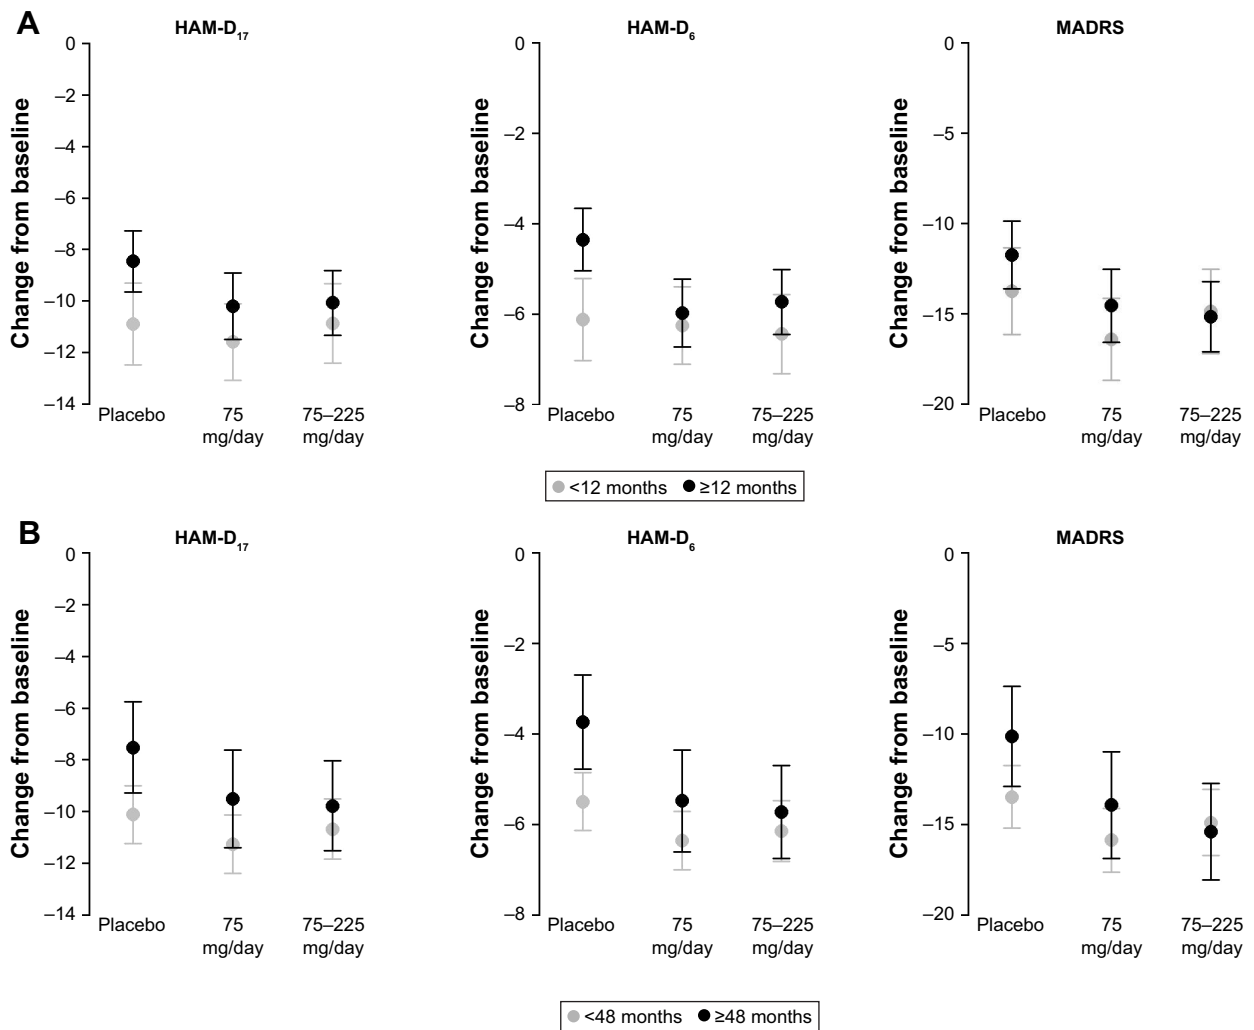 A
HAM-D17
HAM-D6
MADRS
Change from baseline
0
–2
–4
–6
–8
–10
–12
–14
Placebo
75
mg/day
75–225
mg/day
Change from baseline
0
–2
–4
–6
–8
Placebo
75
mg/day
75–225
mg/day
Change from baseline
0
–5
–10
–15
–20
Placebo
75
mg/day
75–225
mg/day
<12 months ≥12 months
B
HAM-D17
HAM-D6
MADRS
Change from baseline
0
–2
–4
–6
–8
–10
–12
–14
Placebo
75
mg/day
75–225
mg/day
Change from baseline
0
–2
–4
–6
–8
Placebo
75
mg/day
75–225
mg/day
Change from baseline
0
–5
–10
–15
–20
Placebo
75
mg/day
75–225
mg/day
<48 months ≥48 months